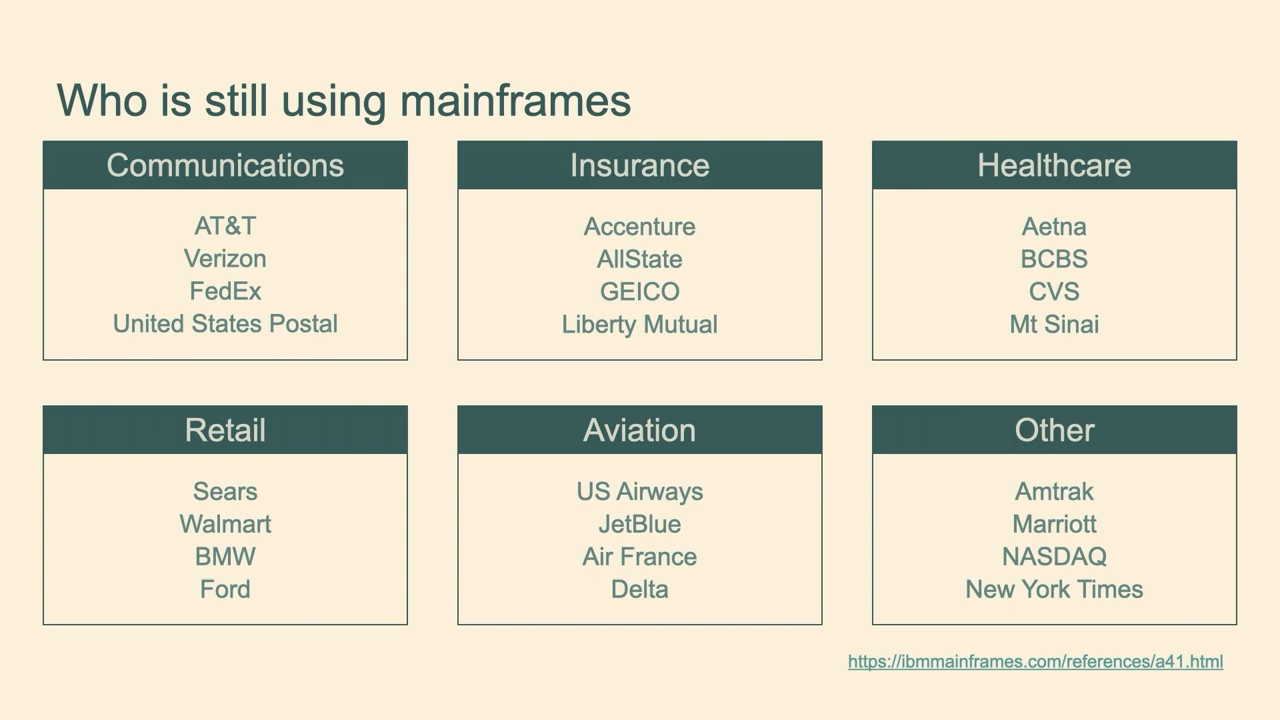 Who is still using mainframes
Communications
AT&T
Verizon
FedEx
United States Postal
Insurance
Accenture
AllState
GEICO
Liberty Mutual
Healthcare
Aetna
BCBS
CVS
Mt Sinai
Retail
Sears
Walmart
BMW
Ford
Aviation
US Airways
JetBlue
Air France
Delta
Other
Amtrak
Marriott
NASDAQ
New York Times
https://ibmmainframes.com/references/a41.html